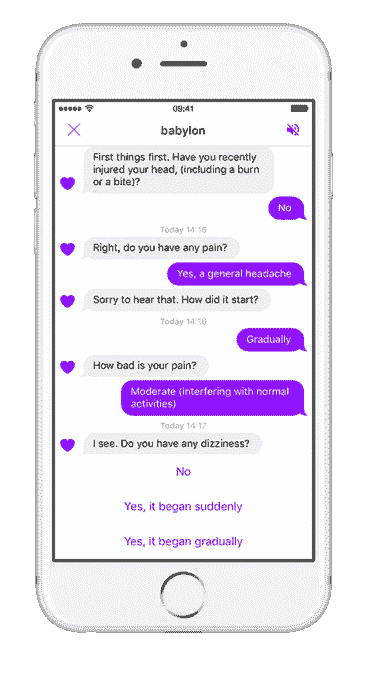 09:41
babylon
First things first. Have you recently
injured your head, (including a burn
or a bite)?
No
Today 14:16
Right, do you have any pain?
Yes, a general headache
Sorry to hear that. How did it start?
Today 14:16
Gradually
How bad is your pain?
Moderate (interfering with normal
activities)
Today 14:17
I see. Do you have any dizziness?
No
Yes, it began suddenly
Yes, it began gradually